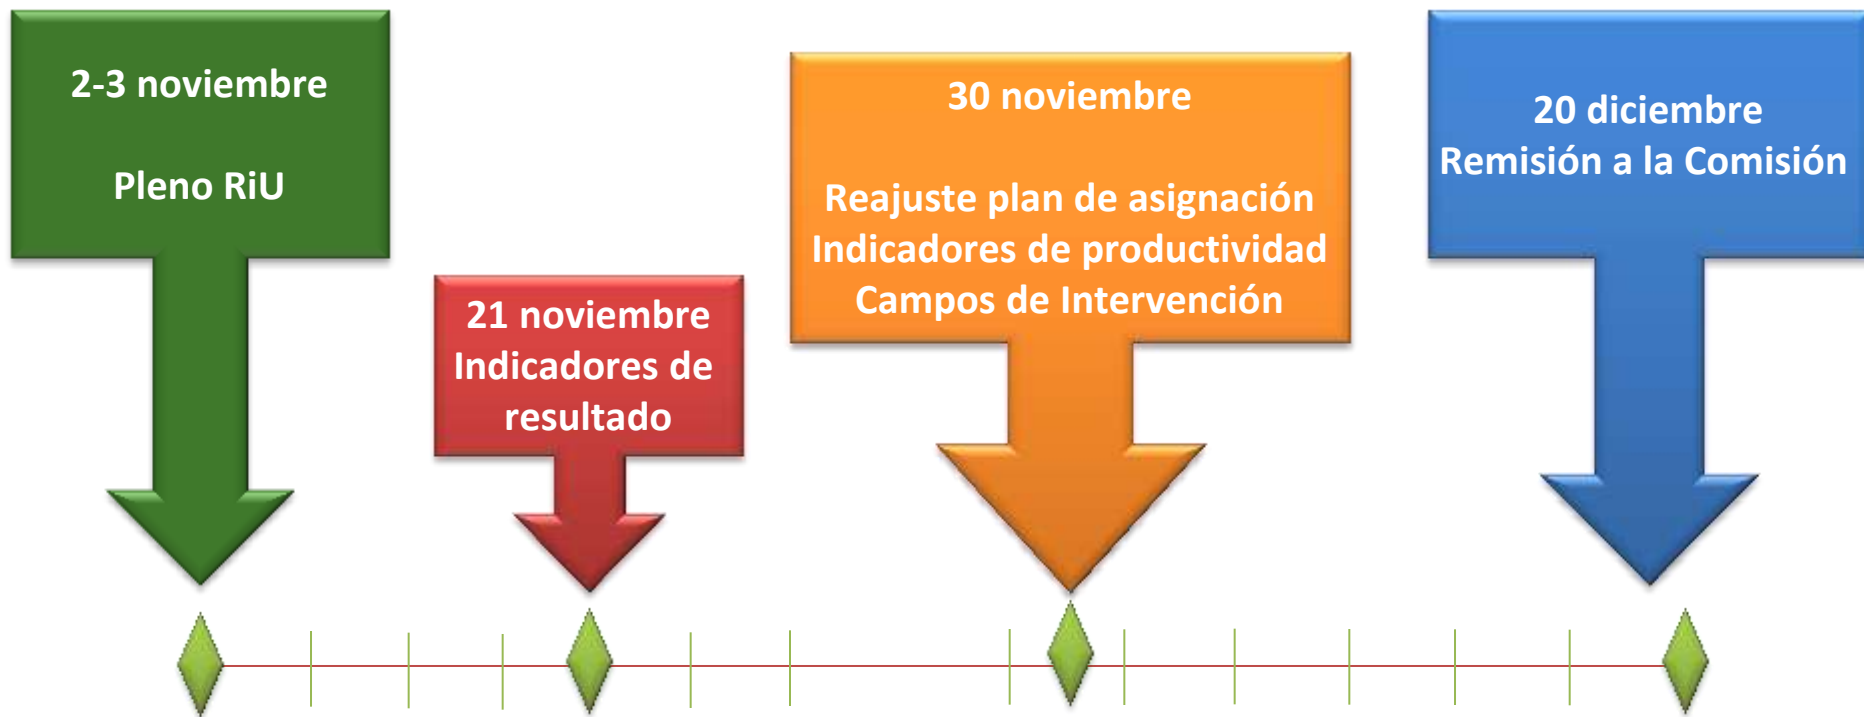 2-3 noviembre
Pleno RiU
21 noviembre
Indicadores de
resultado
30 noviembre
Reajuste plan de asignación
Indicadores de productividad
Campos de Intervención
20 diciembre
Remisión a la Comisión